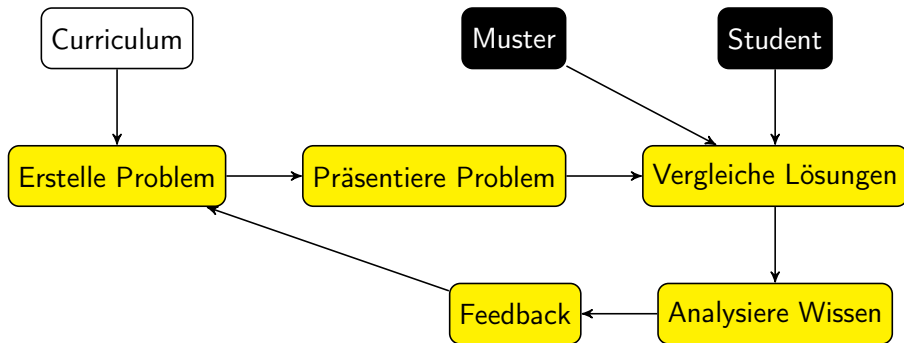 Curriculum
Muster
Student
Erstelle Problem
Präsentiere Problem
Vergleiche Lösungen
Feedback
Analysiere Wissen